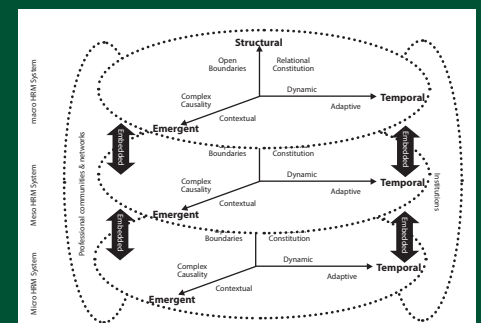 Structural
Open
Boundaries
Relational
Constitution
Complex
Causality
Dynamic
Temporal
Adaptive
Contextual
Emergent
macro HRM System
Embedded
Embedded
Boundaries
Constitution
Complex
Causality
Dynamic
Temporal
Adaptive
Contextual
Emergent
Meso HRM System
Professional communities & networks
Institutions
Embedded
Embedded
Boundaries
Constitution
Complex
Causality
Dynamic
Temporal
Adaptive
Contextual
Emergent
Micro HRM System